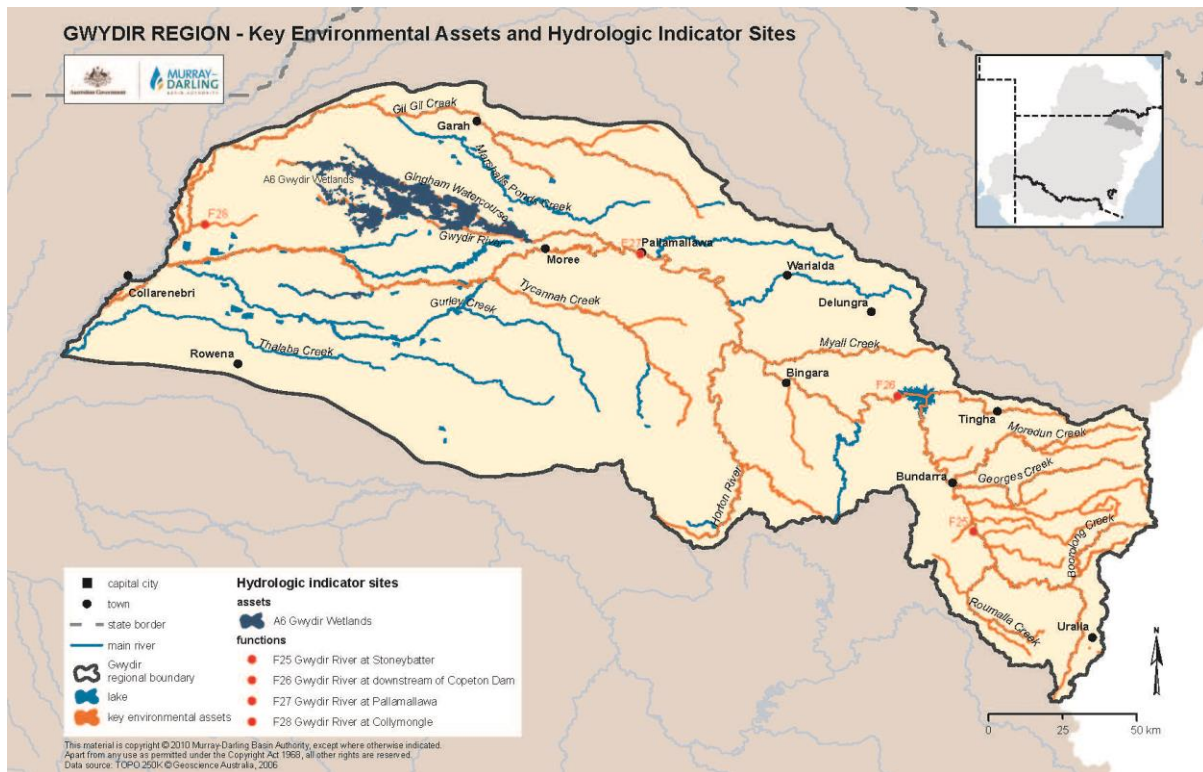 GWYDIR REGION - Key Environmental Assets and Hydrologic Indicator Sites
Australian Government
MURRAY–
DARLING
BASIN AUTHORITY
Gil Gil Creek
Garah
Marshalls Ponds Creek
A6 Gwydir Wetlands
Gingham Watercourse
F28
Gwydir River
F27
Pallamallawa
Moree
Warialda
Collarenebri
Tycannah Creek
Delungra
Gurley Creek
Rowena
Thalaba Creek
Myall Creek
Bingara
F26
Tingha
Moredun Creek
Horton River
Bundarra
Georges Creek
F25
Booralong Creek
Roumalla Creek
Uralla
N
0 25 50 km
capital city
town
state border
main river
Gwydir
regional boundary
lake
key environmental assets
Hydrologic indicator sites
assets
A6 Gwydir Wetlands
functions
F25 Gwydir River at Stoneybatter
F26 Gwydir River at downstream of Copeton Dam
F27 Gwydir River at Pallamallawa
F28 Gwydir River at Collymongle
This material is copyright © 2010 Murray-Darling Basin Authority, except where otherwise indicated.
Apart from any use as permitted under the Copyright Act 1968, all other rights are reserved.
Data source: TOPO 250K © Geoscience Australia, 2006